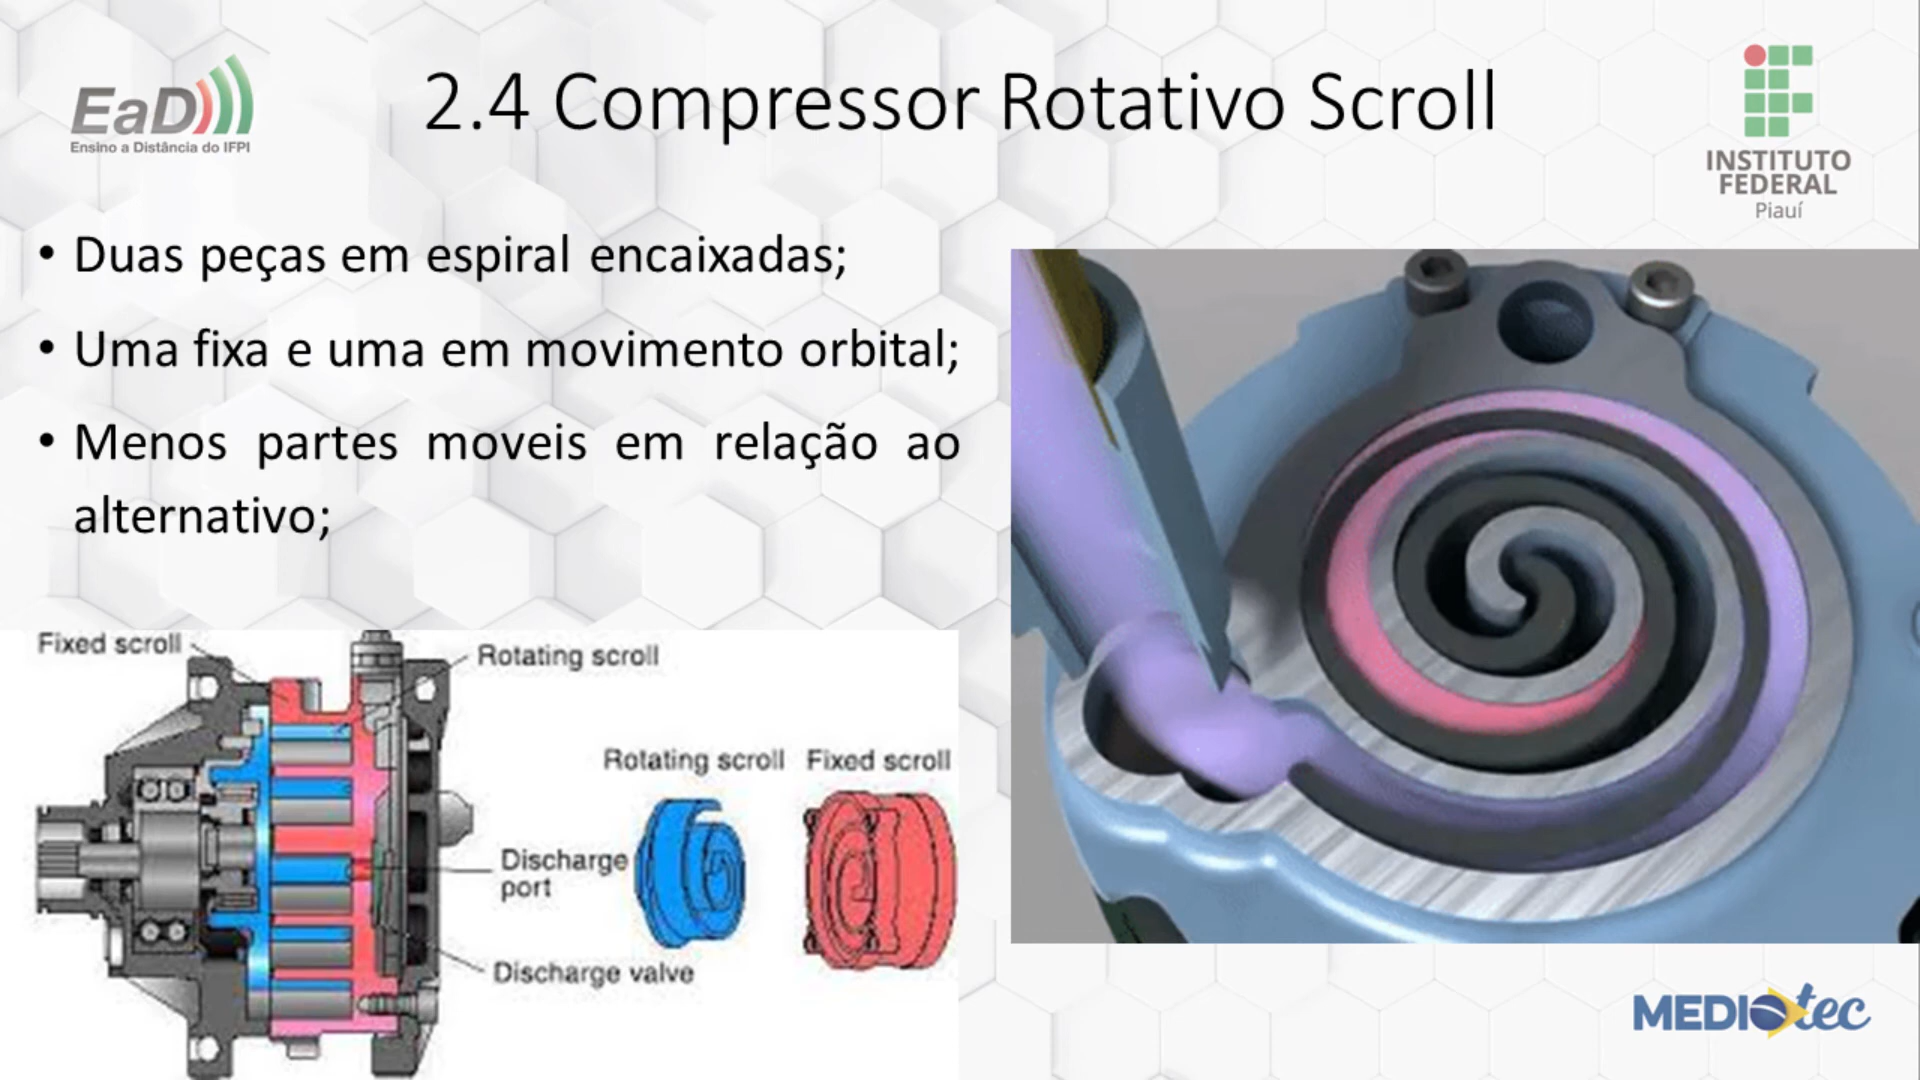 EaD
Ensino a Distância do IFPI
2.4 Compressor Rotativo Scroll
INSTITUTO
FEDERAL
Piauí
• Duas peças em espiral encaixadas;
• Uma fixa e uma em movimento orbital;
• Menos partes moveis em relação ao
alternativo;
Fixed scroll
Rotating scroll
Rotating scroll
Fixed scroll
Discharge
port
Discharge valve
MEDIOtec